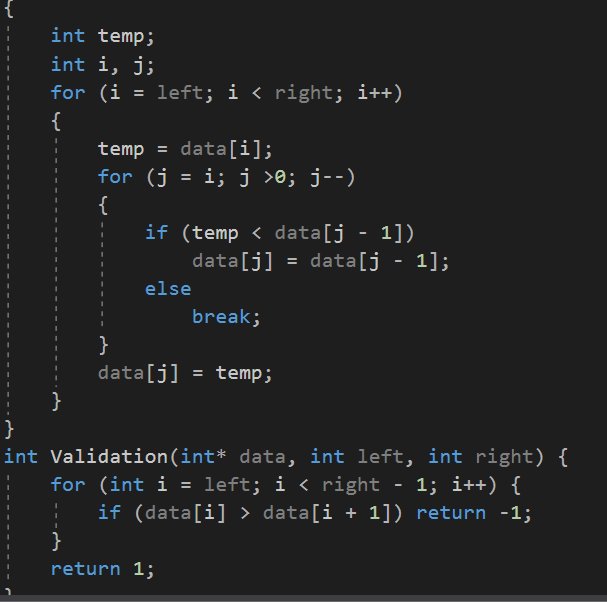 {
int temp;
int i, j;
for (i = left; i < right; i++)
{
temp = data[i];
for (j = i; j >0; j--)
{
if (temp < data[j - 1])
data[j] = data[j - 1];
else
break;
}
data[j] = temp;
}
}
int Validation(int* data, int left, int right) {
for (int i = left; i < right - 1; i++) {
if (data[i] > data[i + 1]) return -1;
}
return 1;
}